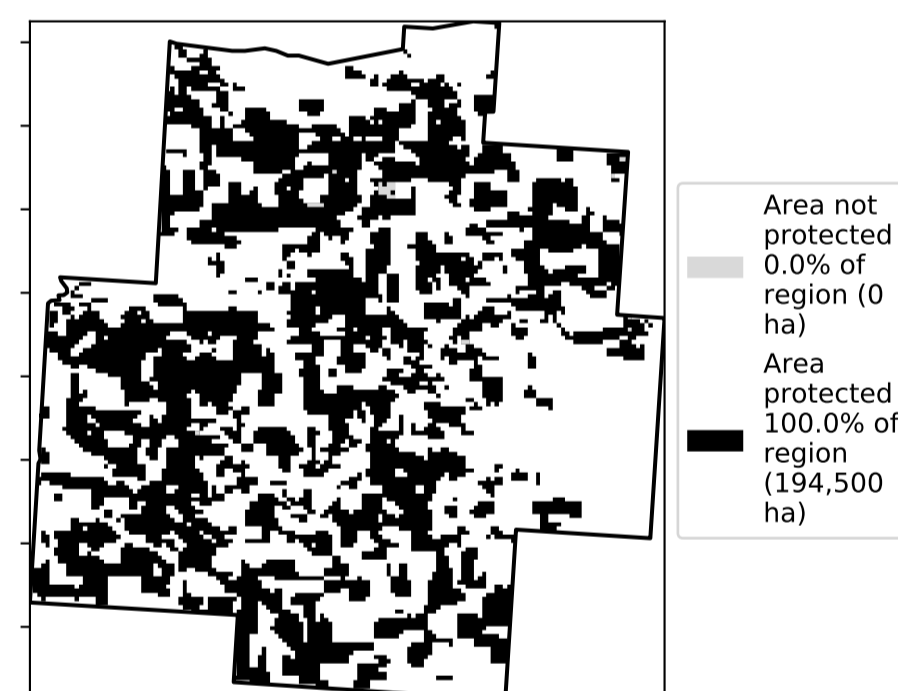 Area not
protected
0.0% of
region (0
ha)
Area
protected
100.0% of
region
(194,500
ha)